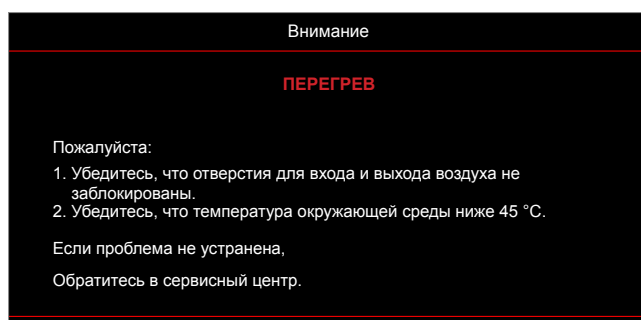 Внимание
ПЕРЕГРЕВ
Пожалуйста:
1. Убедитесь, что отверстия для входа и выхода воздуха не
заблокированы.
2. Убедитесь, что температура окружающей среды ниже 45 °C.
Если проблема не устранена,
Обратитесь в сервисный центр.